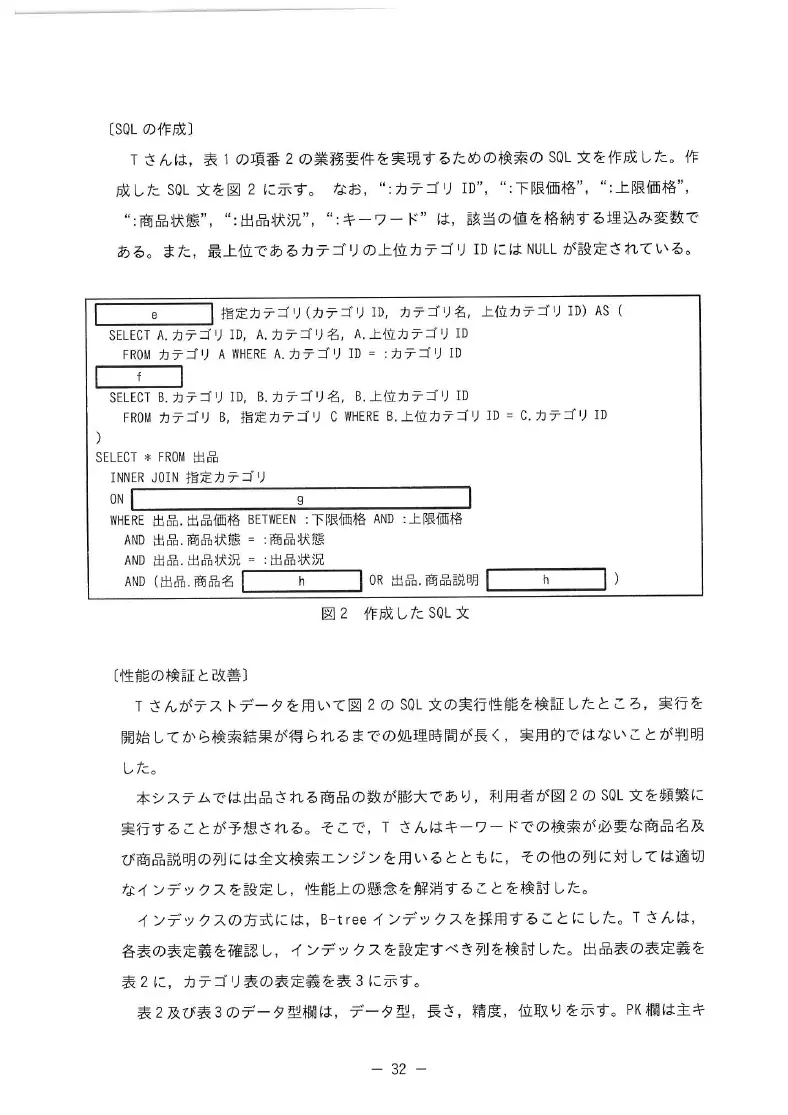 〔SQL の作成〕
T さんは，表 1 の項番 2 の業務要件を実現するための検索の SQL 文を作成した。作
成した SQL 文を図 2 に示す。 なお，“:カテゴリ ID”，“:下限価格”，“:上限価格”，
“:商品状態”，“:出品状況”，“:キーワード” は，該当の値を格納する埋込み変数で
ある。また，最上位であるカテゴリの上位カテゴリ ID には NULL が設定されている。
e 指定カテゴリ(カテゴリ ID, カテゴリ名, 上位カテゴリ ID) AS (
SELECT A.カテゴリ ID, A.カテゴリ名, A.上位カテゴリ ID
FROM カテゴリ A WHERE A.カテゴリ ID = :カテゴリ ID
f
SELECT B.カテゴリ ID, B.カテゴリ名, B.上位カテゴリ ID
FROM カテゴリ B, 指定カテゴリ C WHERE B.上位カテゴリ ID = C.カテゴリ ID
)
SELECT * FROM 出品
INNER JOIN 指定カテゴリ
ON g
WHERE 出品.出品価格 BETWEEN :下限価格 AND :上限価格
AND 出品.商品状態 = :商品状態
AND 出品.出品状況 = :出品状況
AND (出品.商品名 h OR 出品.商品説明 h )
図 2 作成した SQL 文
〔性能の検証と改善〕
T さんがテストデータを用いて図 2 の SQL 文の実行性能を検証したところ，実行を
開始してから検索結果が得られるまでの処理時間が長く，実用的ではないことが判明
した。
本システムでは出品される商品の数が膨大であり，利用者が図 2 の SQL 文を頻繁に
実行することが予想される。そこで，T さんはキーワードでの検索が必要な商品名及
び商品説明の列には全文検索エンジンを用いるとともに，その他の列に対しては適切
なインデックスを設定し，性能上の懸念を解消することを検討した。
インデックスの方式には，B-tree インデックスを採用することにした。T さんは，
各表の表定義を確認し，インデックスを設定すべき列を検討した。出品表の表定義を
表 2 に，カテゴリ表の表定義を表 3 に示す。
表 2 及び表 3 のデータ型欄は，データ型，長さ，精度，位取りを示す。PK 欄は主キ
― 32 ―